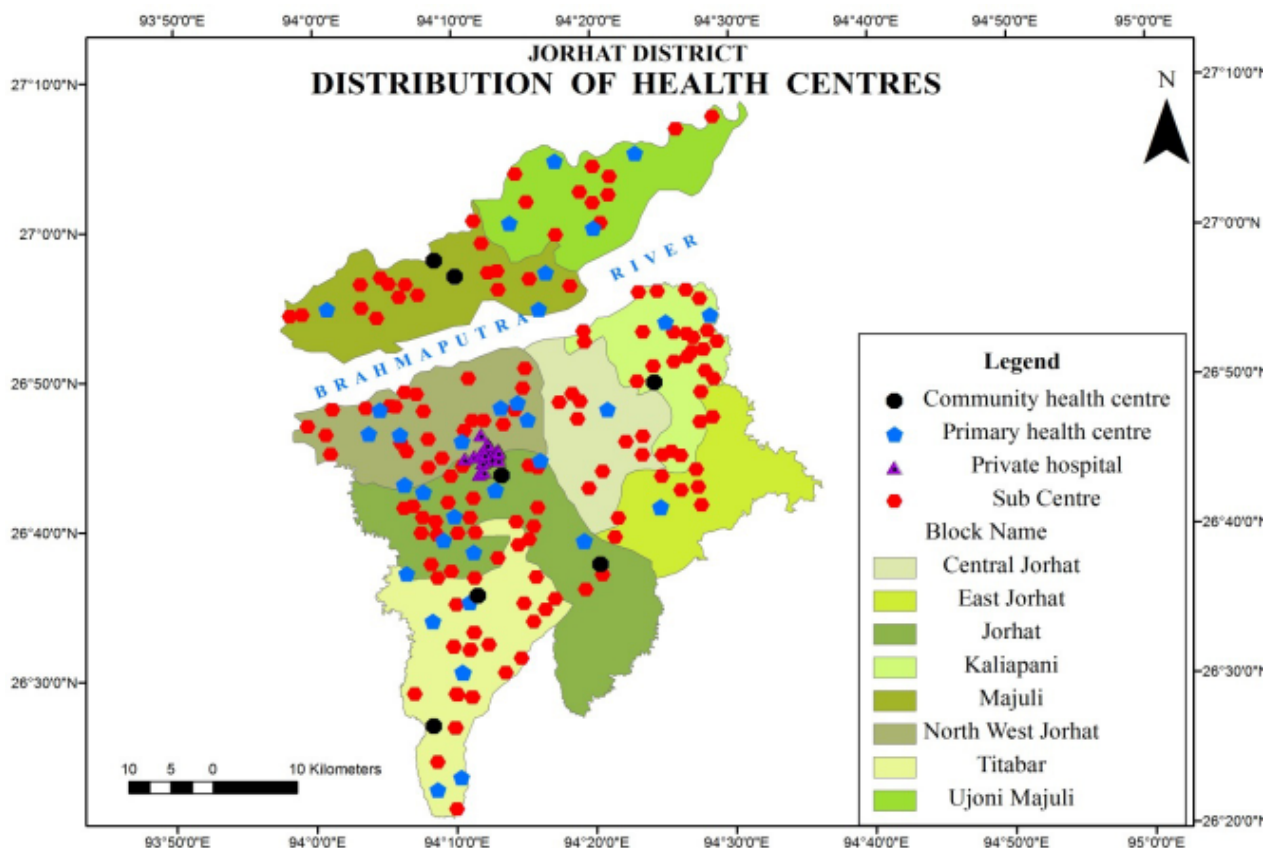 93°50'0"E 94°0'0"E 94°10'0"E 94°20'0"E 94°30'0"E 94°40'0"E 94°50'0"E 95°0'0"E
JORHAT DISTRICT
DISTRIBUTION OF HEALTH CENTRES
27°10'0"N
27°10'0"N
N
27°0'0"N
27°0'0"N
BRAHMAPUTRA RIVER
26°50'0"N
26°50'0"N
26°40'0"N
26°40'0"N
26°30'0"N
26°30'0"N
26°20'0"N
Legend
Community health centre
Primary health centre
Private hospital
Sub Centre
Block Name
Central Jorhat
East Jorhat
Jorhat
Kaliapani
Majuli
North West Jorhat
Titabar
Ujoni Majuli
10 5 0 10 Kilometers
93°50'0"E 94°0'0"E 94°10'0"E 94°20'0"E 94°30'0"E 94°40'0"E 94°50'0"E 95°0'0"E